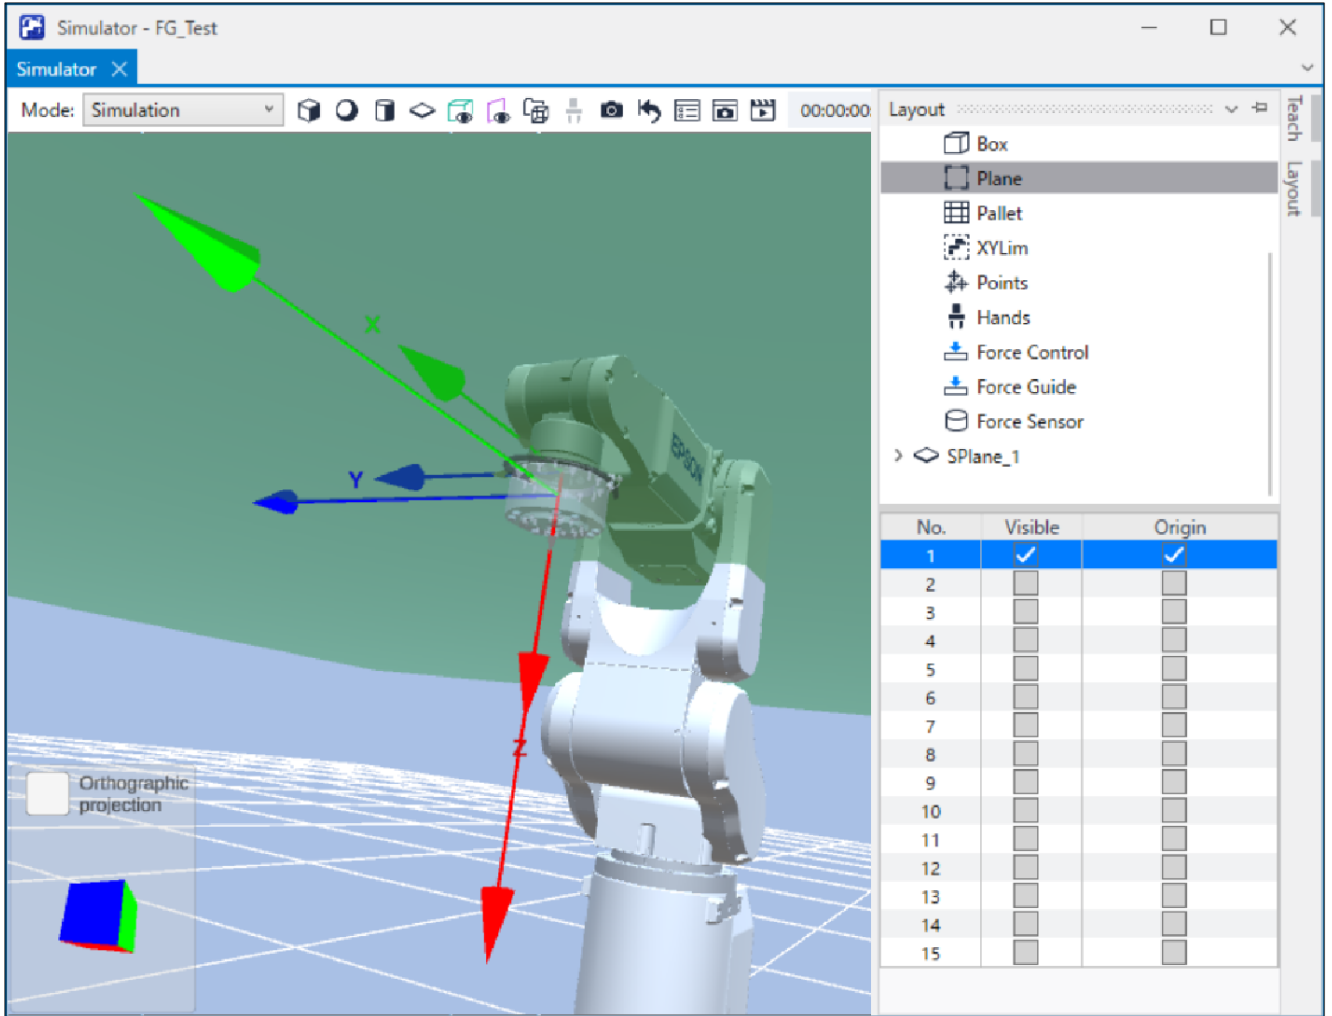 Simulator - FG_Test
Simulator
Mode: Simulation 00:00:00
Layout
Teach
Layout
Box
Plane
Pallet
XYLim
Points
Hands
Force Control
Force Guide
Force Sensor
SPlane_1
X
Y
Z
EPSON
Orthographic
projection
No. Visible Origin
1
2
3
4
5
6
7
8
9
10
11
12
13
14
15